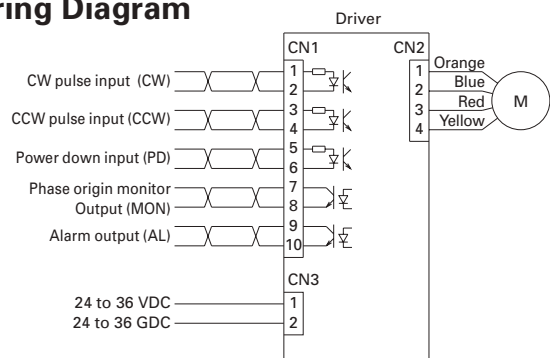 ring Diagram
Driver
CN1
CN2
CW pulse input (CW)
1
2
CCW pulse input (CCW)
3
4
Power down input (PD)
5
6
Phase origin monitor
Output (MON)
7
8
Alarm output (AL)
9
10
1 Orange
2 Blue
3 Red
4 Yellow
M
CN3
24 to 36 VDC 1
24 to 36 GDC 2